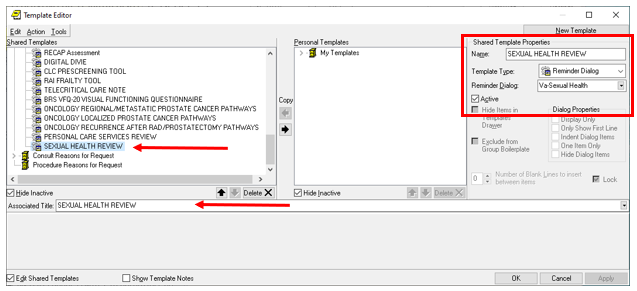 Template Editor
Edit Action Tools
New Template
Shared Templates
RECAP Assessment
DIGITAL DIVIE
CLC PRESCREENING TOOL
RAI FRAILTY TOOL
TELECRITICAL CARE NOTE
BRS VFQ-20 VISUAL FUNCTIONING QUESTIONNAIRE
ONCOLOGY REGIONAL/METASTATIC PROSTATE CANCER PATHWAYS
ONCOLOGY LOCALIZED PROSTATE CANCER PATHWAYS
ONCOLOGY RECURRENCE AFTER RAD/PROSTATECTOMY PATHWAYS
PERSONAL CARE SERVICES REVIEW
SEXUAL HEALTH REVIEW
Consult Reasons for Request
Procedure Reasons for Request
Hide Inactive
Delete
Copy
Personal Templates
My Templates
Hide Inactive
Delete
Shared Template Properties
Name: SEXUAL HEALTH REVIEW
Template Type: Reminder Dialog
Reminder Dialog: Va-Sexual Health
Active
Hide Items in Templates Drawer
Exclude from Group Boilerplate
Dialog Properties
Display Only
Only Show First Line
Indent Dialog Items
One Item Only
Hide Dialog Items
0 Number of Blank Lines to insert between items
Lock
Associated Title: SEXUAL HEALTH REVIEW
Edit Shared Templates
Show Template Notes
OK Cancel Apply